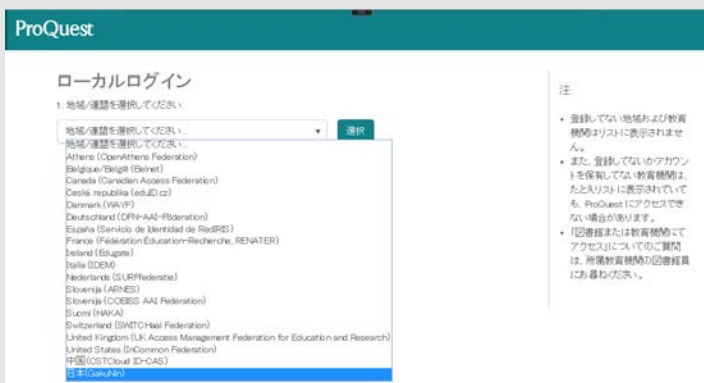 ProQuest
ローカルログイン
1. 地域/連盟を選択してください
地域/連盟を選択してください...
選択
地域/連盟を選択してください...
Athens (OpenAthens Federation)
Belgique/België (Belnet)
Canada (Canadian Access Federation)
Česká republika (eduID.cz)
Danmark (WAYF)
Deutschland (DFN-AAI-Föderation)
España (Servicio de Identidad de RedIRIS)
France (Fédération Éducation-Recherche, RENATER)
Ireland (Edugate)
Italia (IDEM)
Nederlands (SURFfederatie)
Slovenija (ARNES)
Slovenija (COBISS AAI Federation)
Suomi (HAKA)
Switzerland (SWITCHaai Federation)
United Kingdom (UK Access Management Federation for Education and Research)
United States (InCommon Federation)
中国(CSTCloud ID-CAS)
日本(GakuNin)
注:
• 登録してない地域および教育
機関はリストに表示されませ
ん。
• また、登録してないかアカウン
トを保有してない教育機関は、
たとえリストに表示されていて
も、ProQuest にアクセスでき
ない場合があります。
• 「図書館または教育機関にて
アクセス」についてのご質問
は、所属教育機関の図書館員
にお尋ねください。